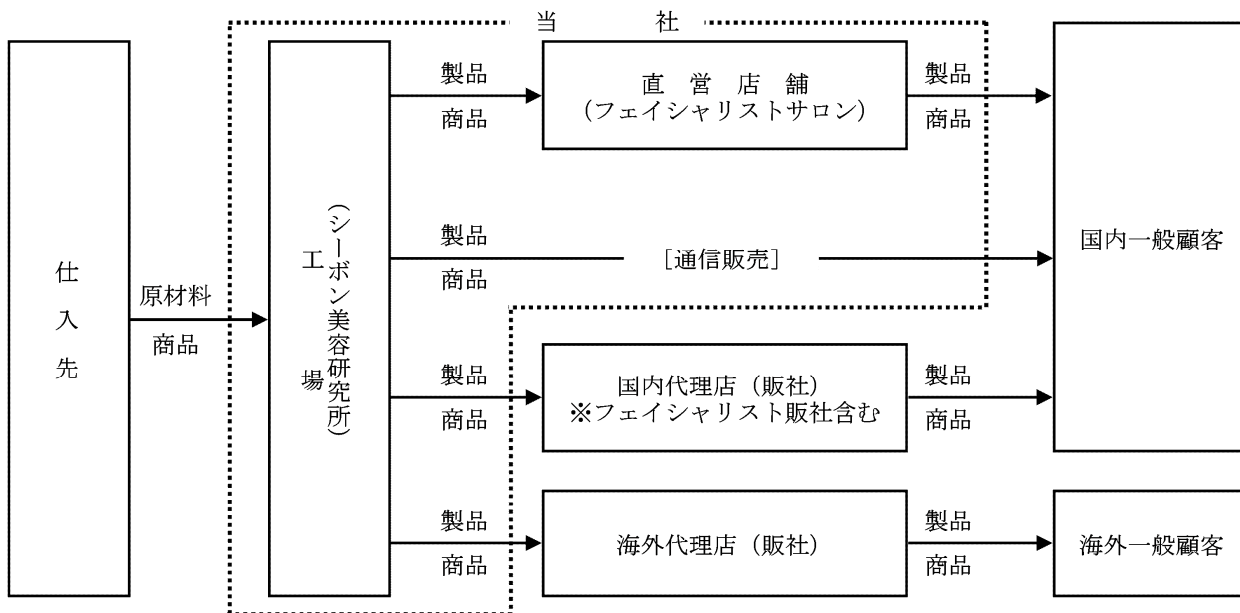 当 社
仕入先
原材料
商品
工場
(シーボン美容研究所)
製品
商品
直営店舗
(フェイシャリストサロン)
製品
商品
製品
商品
[通信販売]
国内一般顧客
製品
商品
国内代理店(販社)
※フェイシャリスト販社含む
製品
商品
製品
商品
海外代理店(販社)
製品
商品
海外一般顧客